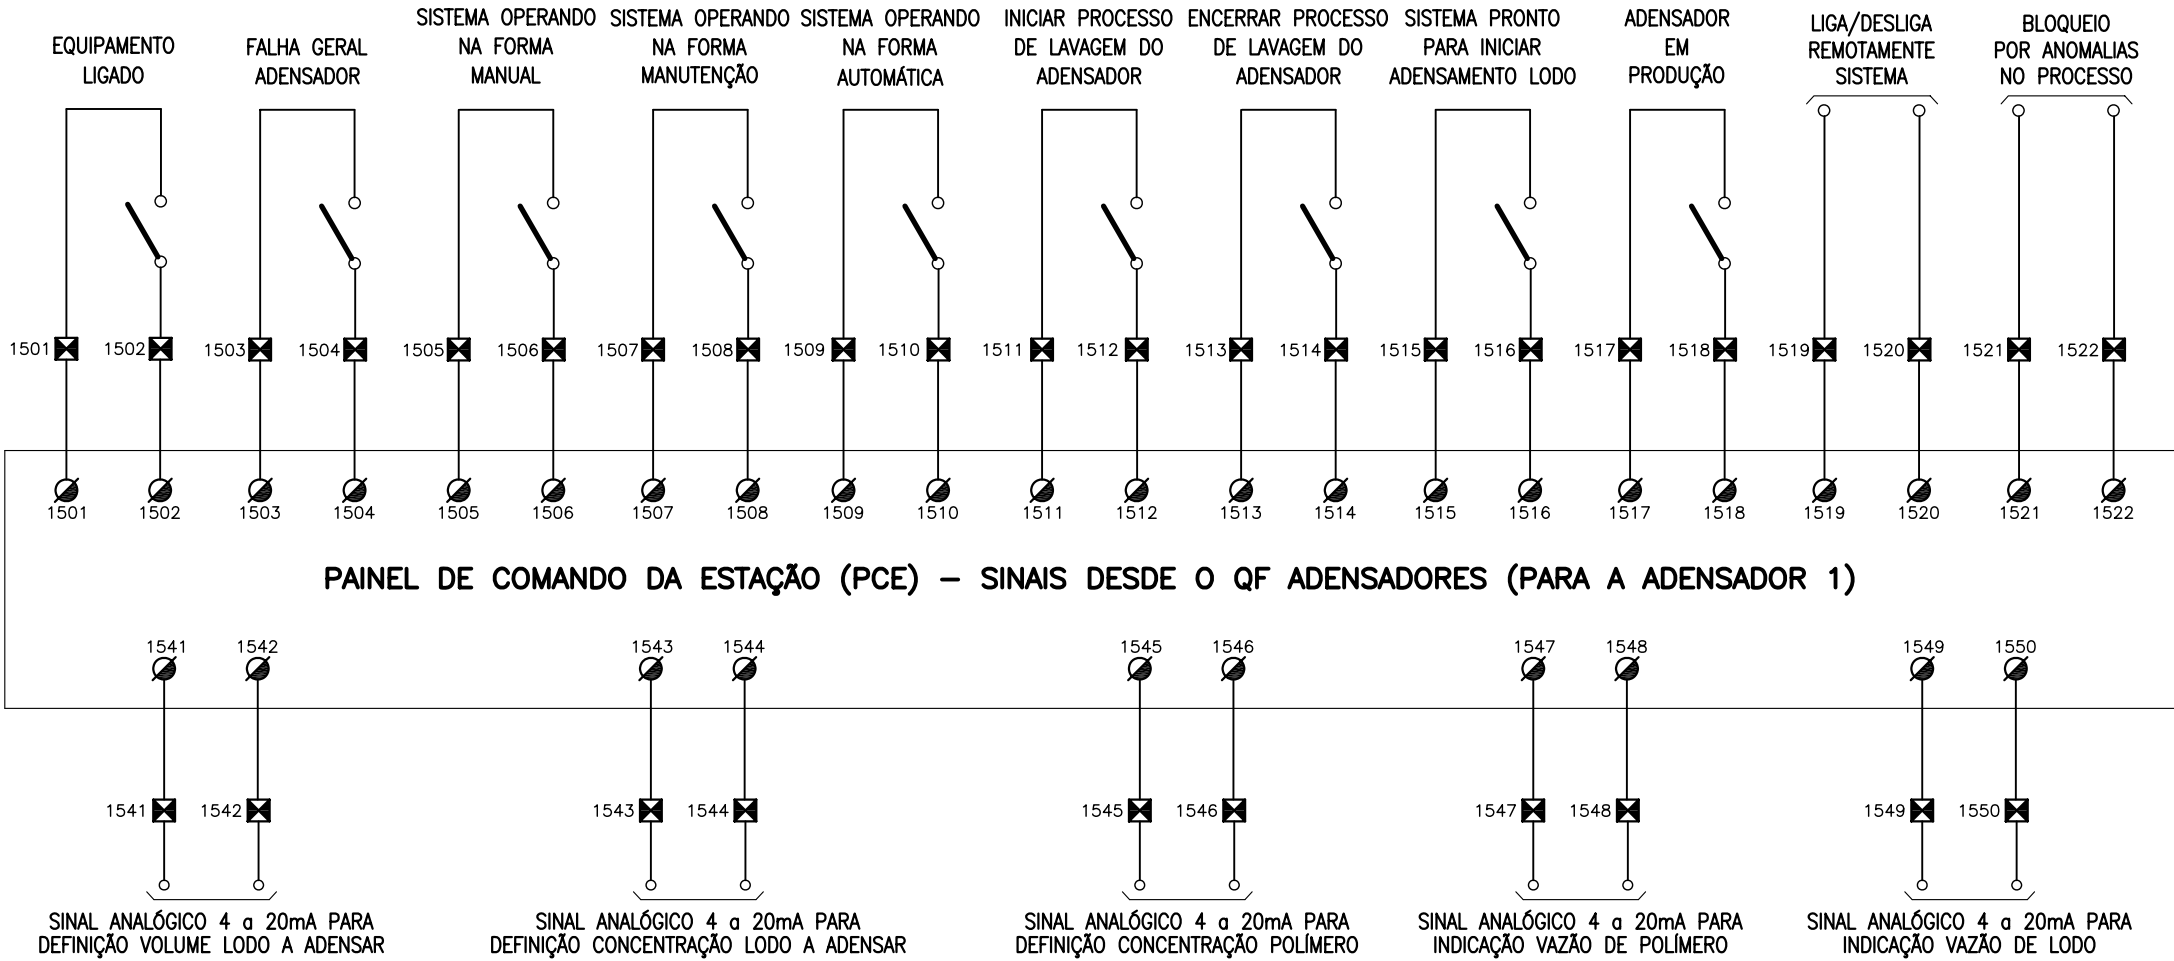 EQUIPAMENTO
LIGADO
FALHA GERAL
ADENSADOR
SISTEMA OPERANDO
NA FORMA
MANUAL
SISTEMA OPERANDO
NA FORMA
MANUTENÇÃO
SISTEMA OPERANDO
NA FORMA
AUTOMÁTICA
INICIAR PROCESSO
DE LAVAGEM DO
ADENSADOR
ENCERRAR PROCESSO
DE LAVAGEM DO
ADENSADOR
SISTEMA PRONTO
PARA INICIAR
ADENSAMENTO LODO
ADENSADOR
EM
PRODUÇÃO
LIGA/DESLIGA
REMOTAMENTE
SISTEMA
BLOQUEIO
POR ANOMALIAS
NO PROCESSO
1501 1502 1503 1504 1505 1506 1507 1508 1509 1510 1511 1512 1513 1514 1515 1516 1517 1518 1519 1520 1521 1522
1501 1502 1503 1504 1505 1506 1507 1508 1509 1510 1511 1512 1513 1514 1515 1516 1517 1518 1519 1520 1521 1522
PAINEL DE COMANDO DA ESTAÇÃO (PCE) – SINAIS DESDE O QF ADENSADORES (PARA A ADENSADOR 1)
1541 1542 1543 1544 1545 1546 1547 1548 1549 1550
1541 1542 1543 1544 1545 1546 1547 1548 1549 1550
SINAL ANALÓGICO 4 a 20mA PARA
DEFINIÇÃO VOLUME LODO A ADENSAR
SINAL ANALÓGICO 4 a 20mA PARA
DEFINIÇÃO CONCENTRAÇÃO LODO A ADENSAR
SINAL ANALÓGICO 4 a 20mA PARA
DEFINIÇÃO CONCENTRAÇÃO POLÍMERO
SINAL ANALÓGICO 4 a 20mA PARA
INDICAÇÃO VAZÃO DE POLÍMERO
SINAL ANALÓGICO 4 a 20mA PARA
INDICAÇÃO VAZÃO DE LODO